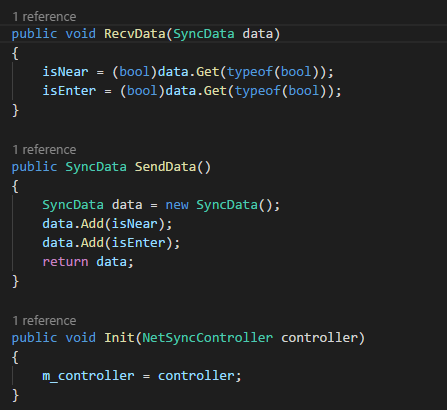 1 reference
public void RecvData(SyncData data)
{
isNear = (bool)data.Get(typeof(bool));
isEnter = (bool)data.Get(typeof(bool));
}
1 reference
public SyncData SendData()
{
SyncData data = new SyncData();
data.Add(isNear);
data.Add(isEnter);
return data;
}
1 reference
public void Init(NetSyncController controller)
{
m_controller = controller;
}